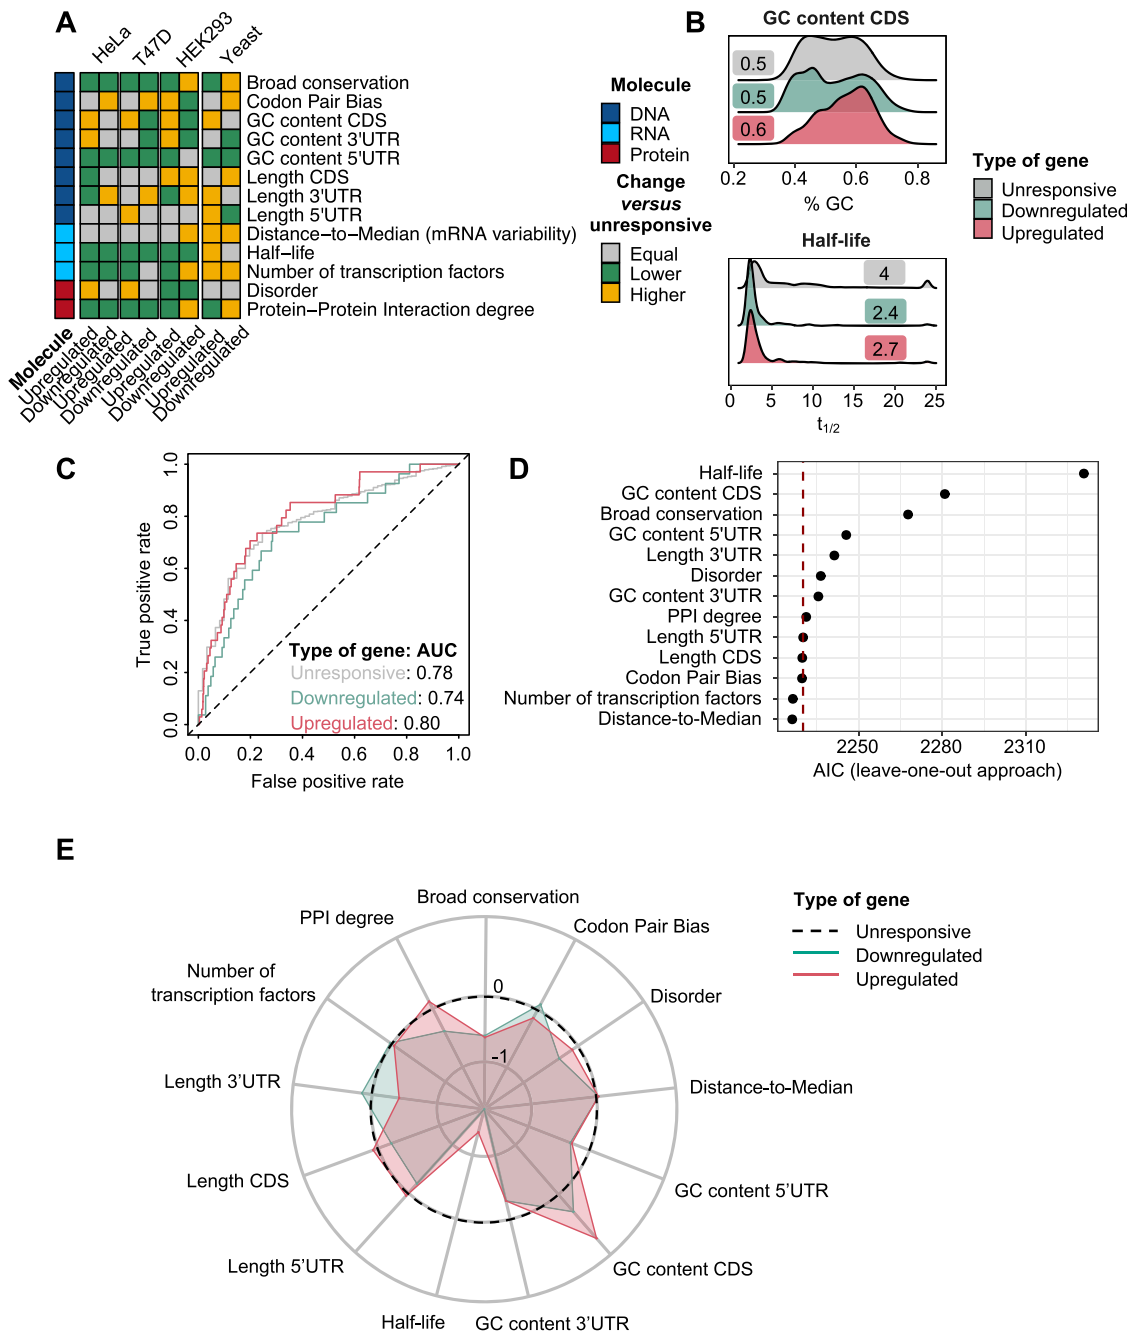 A
HeLa
T47D
HEK293
Yeast
Broad conservation
Codon Pair Bias
GC content CDS
GC content 3'UTR
GC content 5'UTR
Length CDS
Length 3'UTR
Length 5'UTR
Distance–to–Median (mRNA variability)
Half–life
Number of transcription factors
Disorder
Protein–Protein Interaction degree
Molecule
Upregulated
Downregulated
Upregulated
Downregulated
Upregulated
Downregulated
Upregulated
Downregulated
Molecule
DNA
RNA
Protein
Change
versus
unresponsive
Equal
Lower
Higher
B
GC content CDS
0.5
0.5
0.6
0.2 0.4 0.6 0.8
% GC
Half-life
4
2.4
2.7
0 5 10 15 20 25
t1/2
Type of gene
Unresponsive
Downregulated
Upregulated
C
True positive rate
1.0
0.8
0.6
0.4
0.2
0.0
Type of gene: AUC
Unresponsive: 0.78
Downregulated: 0.74
Upregulated: 0.80
0.0 0.2 0.4 0.6 0.8 1.0
False positive rate
D
Half-life
GC content CDS
Broad conservation
GC content 5'UTR
Length 3'UTR
Disorder
GC content 3'UTR
PPI degree
Length 5'UTR
Length CDS
Codon Pair Bias
Number of transcription factors
Distance-to-Median
2250 2280 2310
AIC (leave-one-out approach)
E
Broad conservation
Codon Pair Bias
Disorder
Distance-to-Median
GC content 5’UTR
GC content CDS
GC content 3’UTR
Half-life
Length 5’UTR
Length CDS
Length 3’UTR
Number of
transcription factors
PPI degree
0
-1
Type of gene
Unresponsive
Downregulated
Upregulated